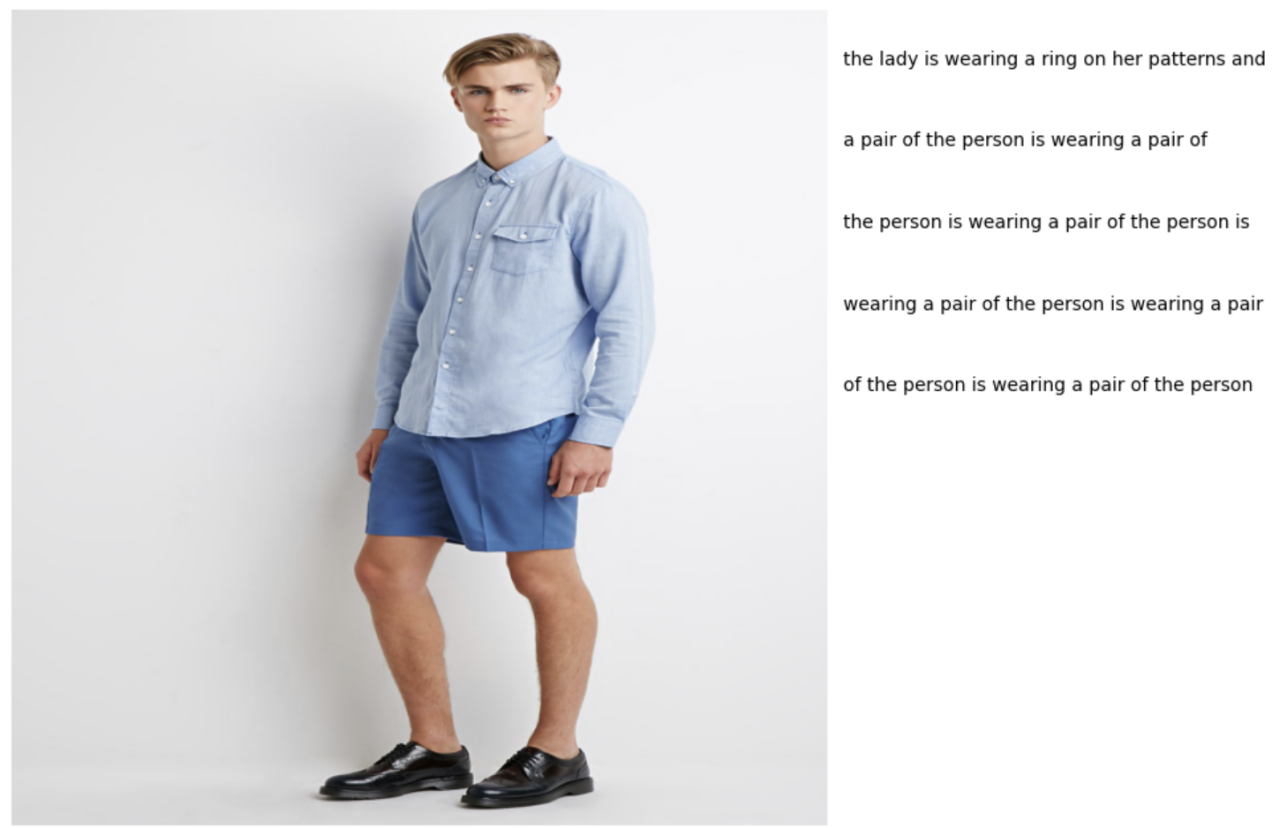 the lady is wearing a ring on her patterns and
a pair of the person is wearing a pair of
the person is wearing a pair of the person is
wearing a pair of the person is wearing a pair
of the person is wearing a pair of the person